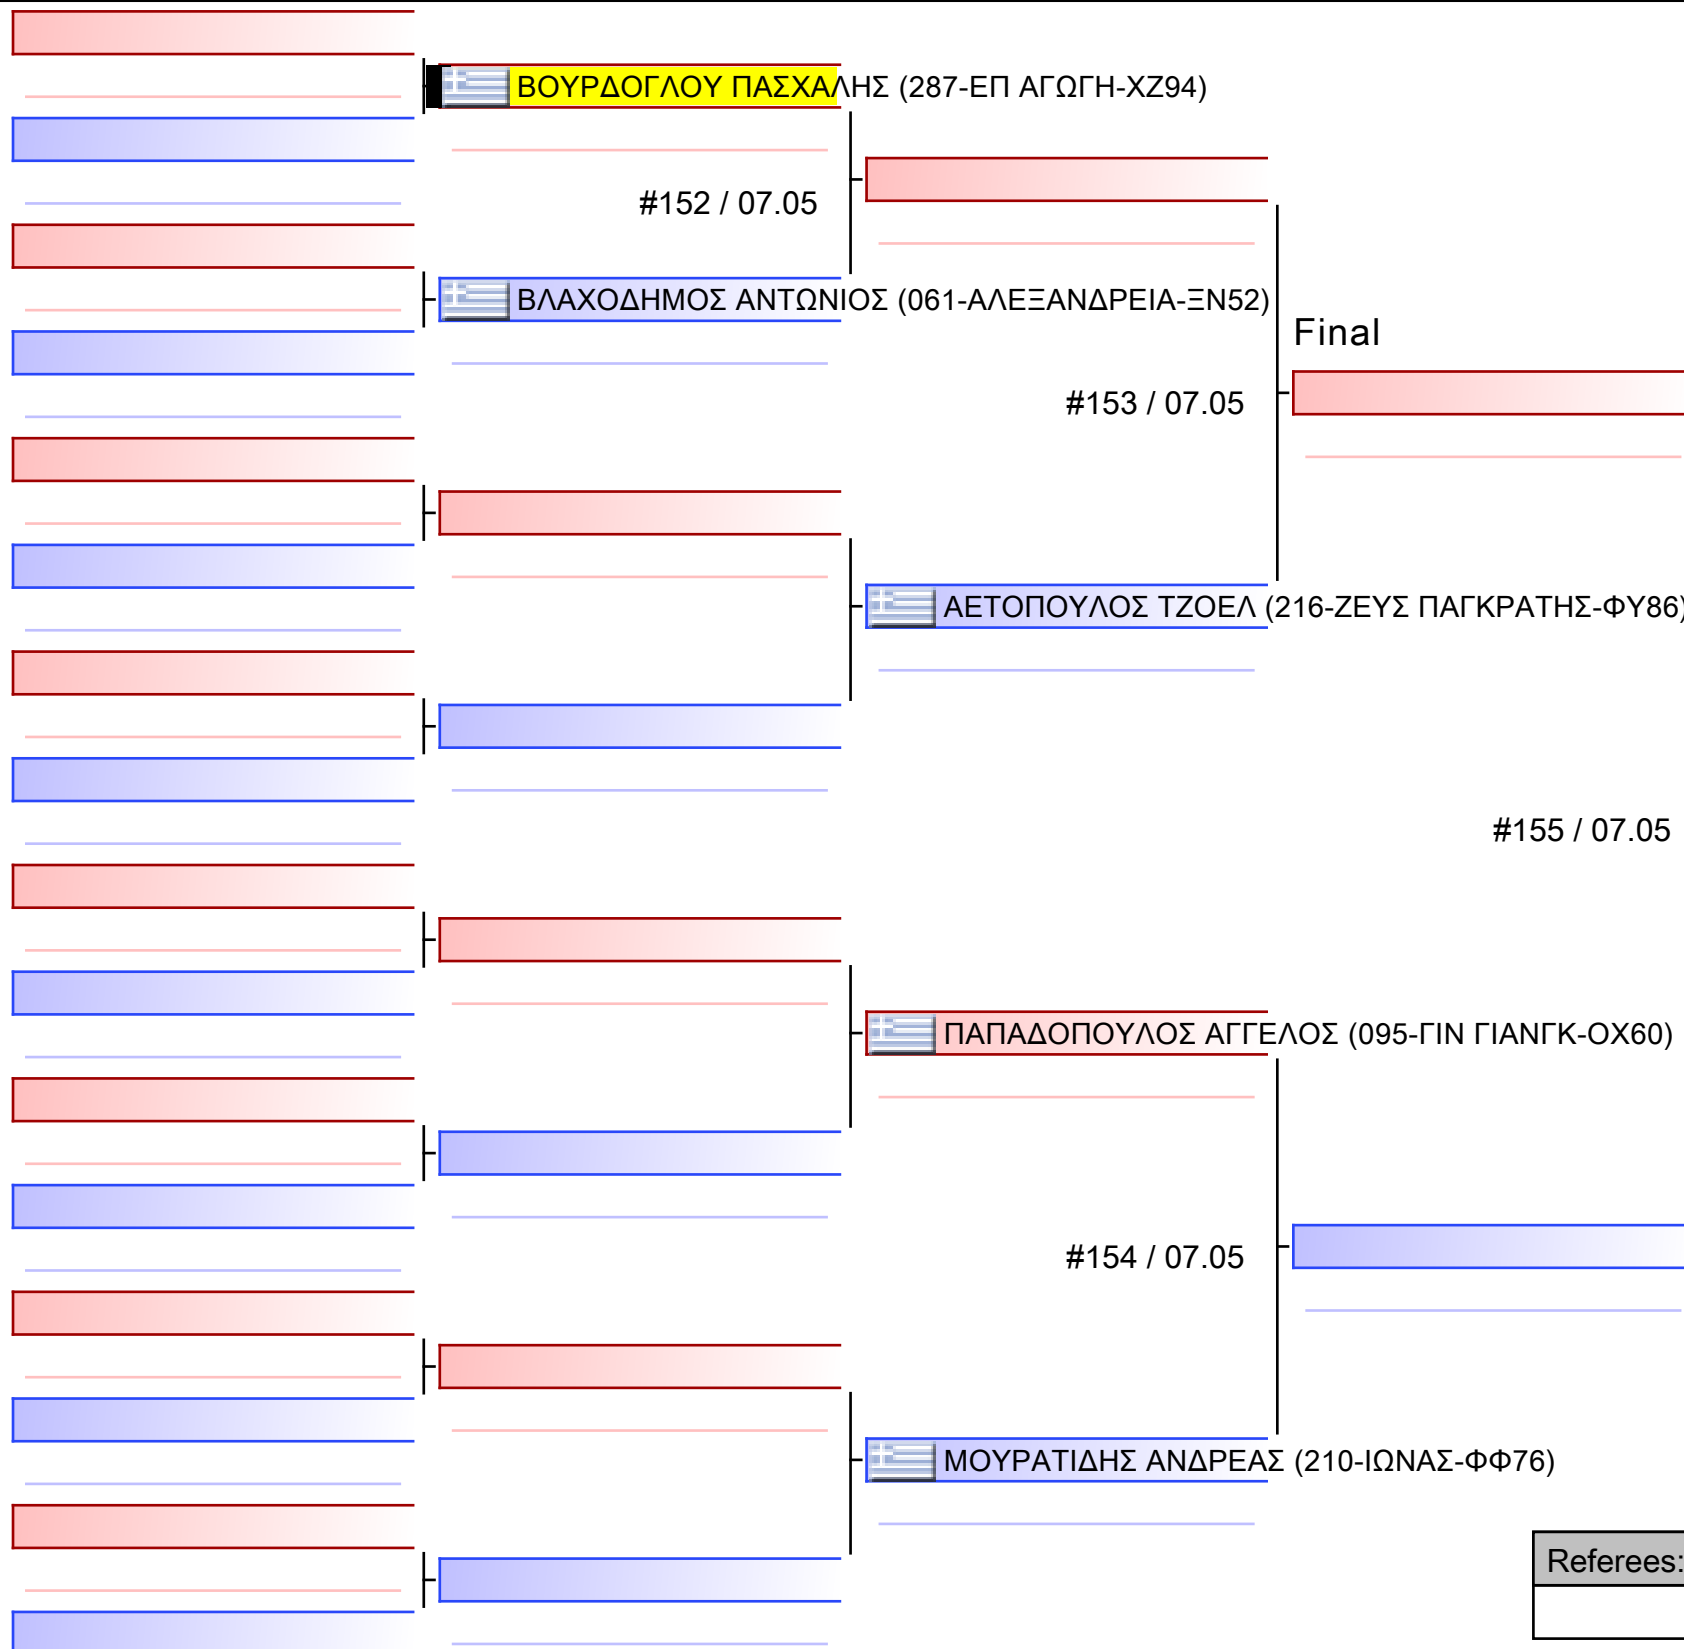 ΒΟΥΡΔΟΓΛΟΥ ΠΑΣΧΑΛΗΣ (287-ΕΠ ΑΓΩΓΗ-ΧΖ94)
#152 / 07.05
ΒΛΑΧΟΔΗΜΟΣ ΑΝΤΩΝΙΟΣ (061-ΑΛΕΞΑΝΔΡΕΙΑ-ΞΝ52)
Final
#153 / 07.05
ΑΕΤΟΠΟΥΛΟΣ ΤΖΟΕΛ (216-ΖΕΥΣ ΠΑΓΚΡΑΤΗΣ-ΦΥ86)
#155 / 07.05
ΠΑΠΑΔΟΠΟΥΛΟΣ ΑΓΓΕΛΟΣ (095-ΓΙΝ ΓΙΑΝΓΚ-ΟΧ60)
#154 / 07.05
ΜΟΥΡΑΤΙΔΗΣ ΑΝΔΡΕΑΣ (210-ΙΩΝΑΣ-ΦΦ76)
Referees: